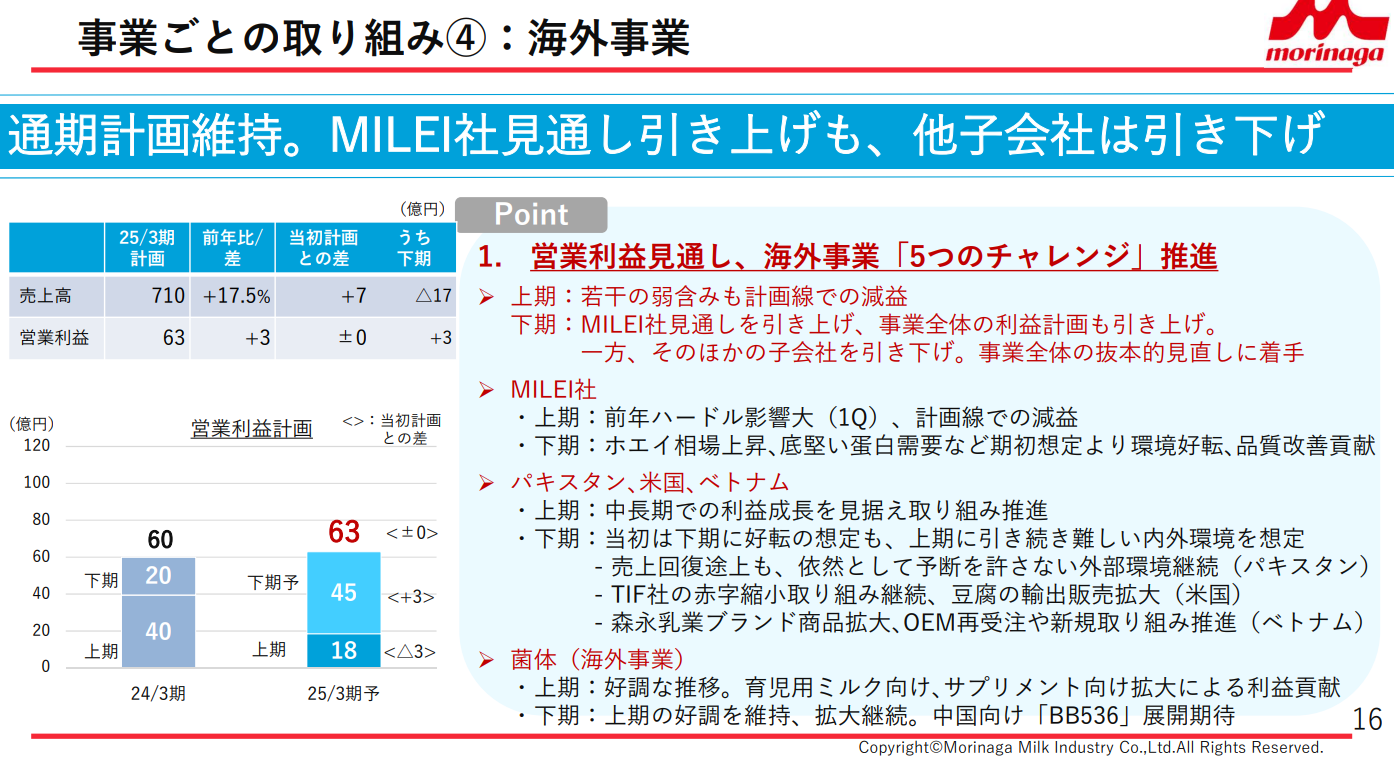 事業ごとの取り組み④：海外事業
morinaga
通期計画維持。MILEI社見通し引き上げも、他子会社は引き下げ
（億円）
25/3期計画 前年比/差 当初計画との差 うち下期
売上高 710 +17.5% +7 △17
営業利益 63 +3 ±0 +3
（億円）
営業利益計画
<>：当初計画
との差
120
100
80
60
40
20
0
60
下期 20
上期 40
24/3期
63 <±0>
下期予 45 <+3>
上期 18 <△3>
25/3期予
Point
1. 営業利益見通し、海外事業「5つのチャレンジ」推進
➢ 上期：若干の弱含みも計画線での減益
下期：MILEI社見通しを引き上げ、事業全体の利益計画も引き上げ。
一方、そのほかの子会社を引き下げ。事業全体の抜本的見直しに着手
➢ MILEI社
・上期：前年ハードル影響大（1Q）、計画線での減益
・下期：ホエイ相場上昇、底堅い蛋白需要など期初想定より環境好転、品質改善貢献
➢ パキスタン、米国、ベトナム
・上期：中長期での利益成長を見据え取り組み推進
・下期：当初は下期に好転の想定も、上期に引き続き難しい内外環境を想定
- 売上回復途上も、依然として予断を許さない外部環境継続（パキスタン）
- TIF社の赤字縮小取り組み継続、豆腐の輸出販売拡大（米国）
- 森永乳業ブランド商品拡大、OEM再受注や新規取り組み推進（ベトナム）
➢ 菌体（海外事業）
・上期：好調な推移。育児用ミルク向け、サプリメント向け拡大による利益貢献
・下期：上期の好調を維持、拡大継続。中国向け「BB536」展開期待
16
Copyright©Morinaga Milk Industry Co.,Ltd.All Rights Reserved.